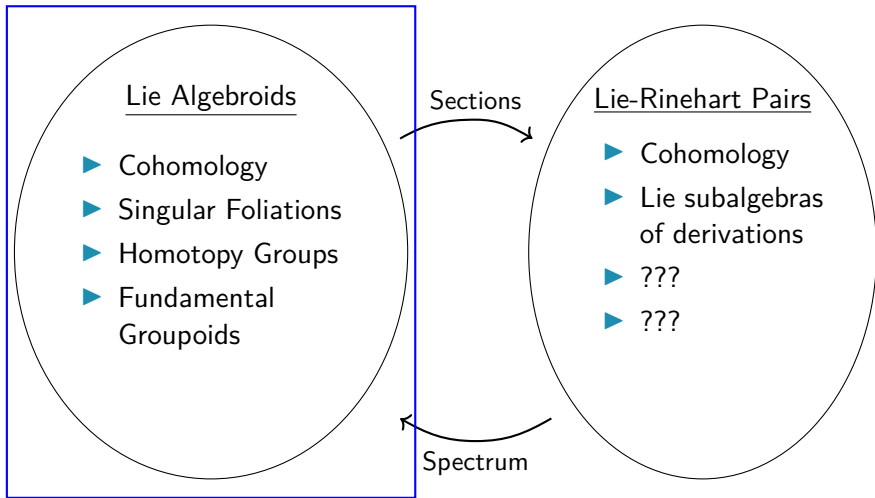 Lie Algebroids
▶ Cohomology
▶ Singular Foliations
▶ Homotopy Groups
▶ Fundamental
Groupoids
Sections
Spectrum
Lie-Rinehart Pairs
▶ Cohomology
▶ Lie subalgebras
of derivations
▶ ???
▶ ???